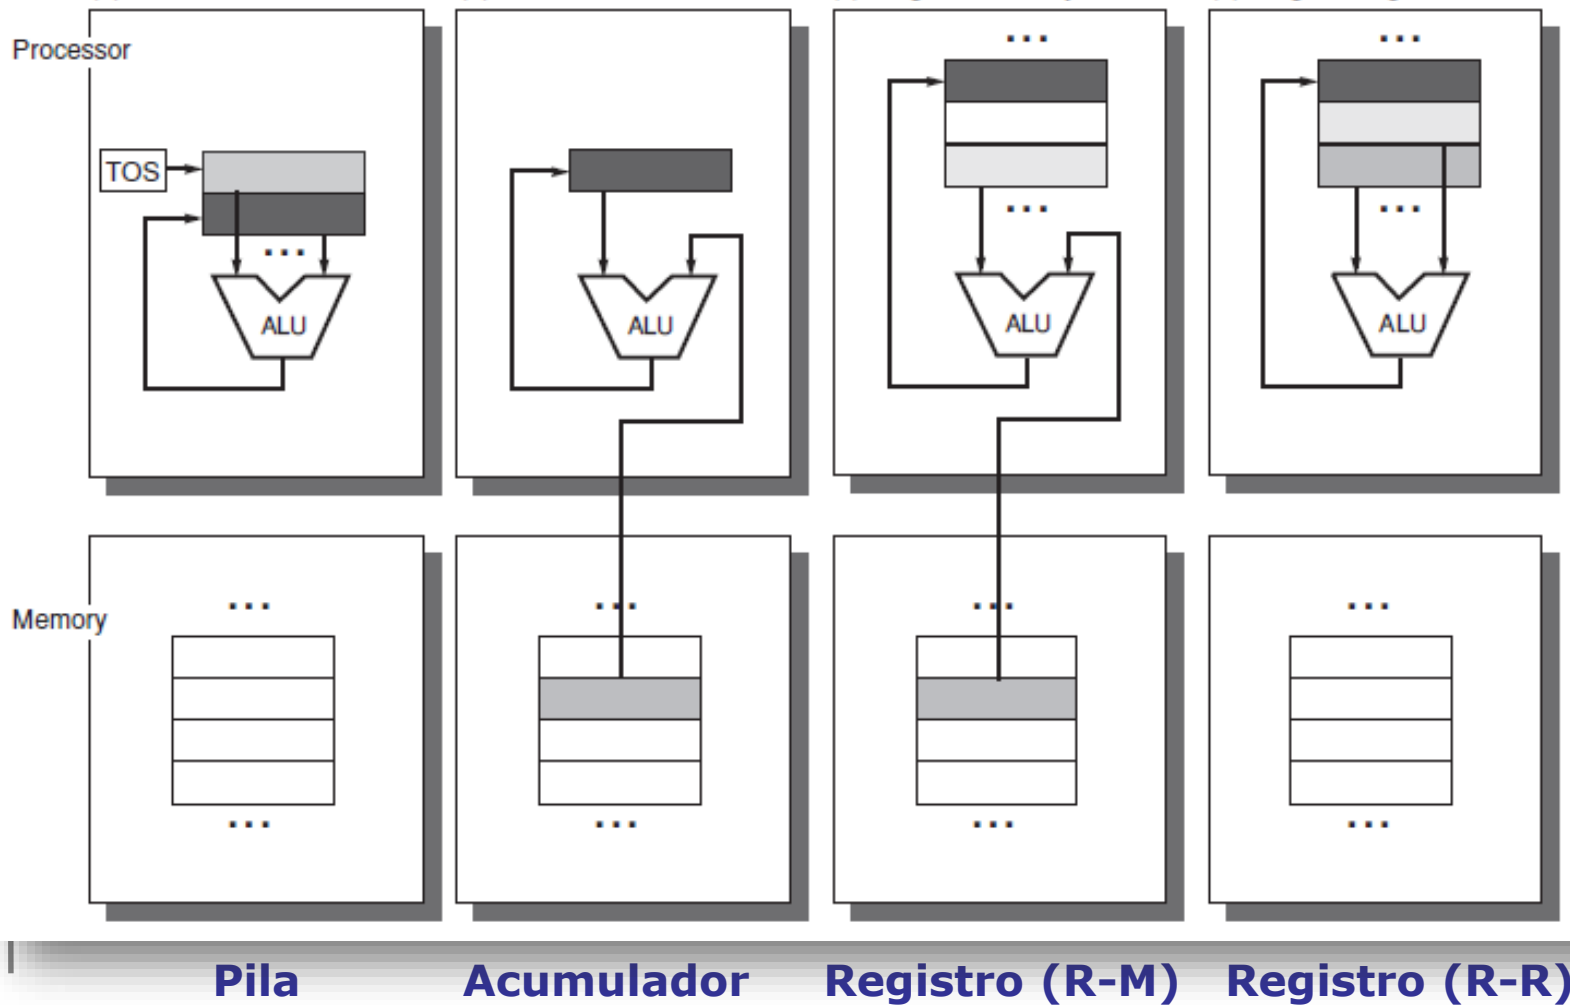 Processor
TOS
...
...
...
...
...
ALU
ALU
ALU
ALU
Memory
...
...
...
...
...
...
...
...
Pila
Acumulador
Registro (R-M)
Registro (R-R)